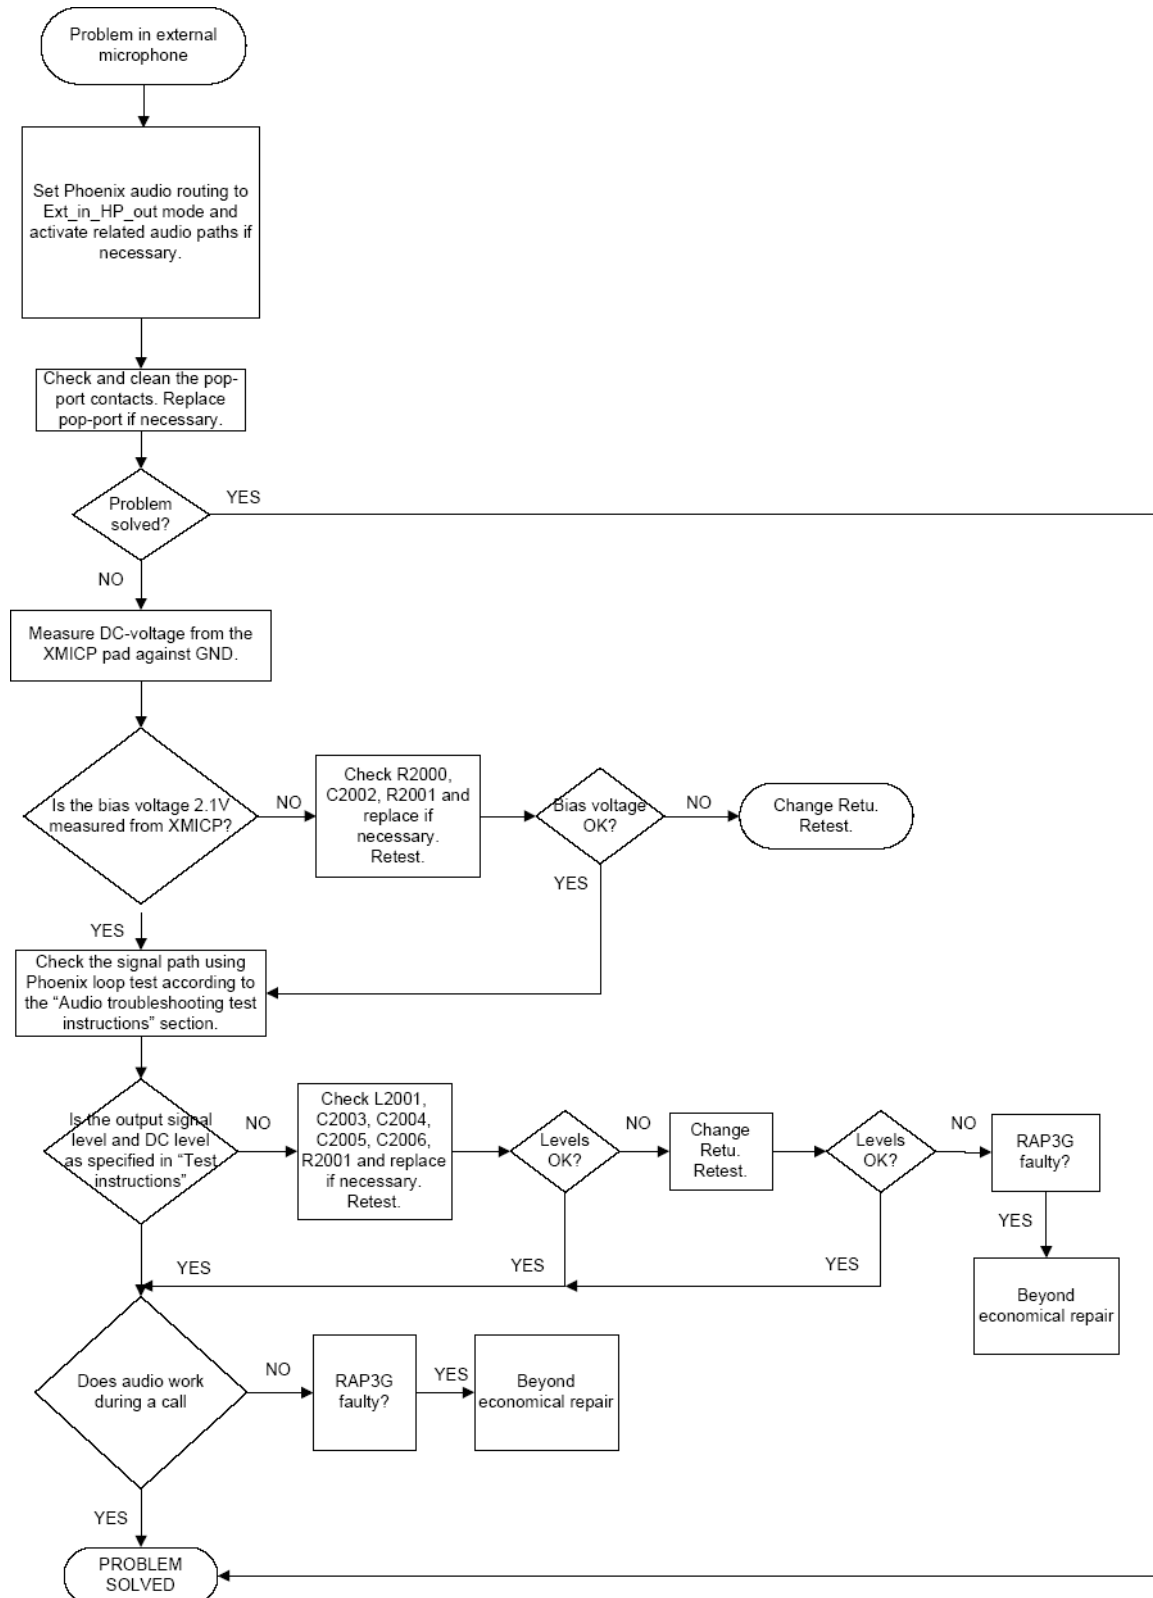 Problem in external
microphone
Set Phoenix audio routing to
Ext_in_HP_out mode and
activate related audio paths if
necessary.
Check and clean the pop-
port contacts. Replace
pop-port if necessary.
Problem
solved?
YES
NO
Measure DC-voltage from the
XMICP pad against GND.
Is the bias voltage 2.1V
measured from XMICP?
NO
Check R2000,
C2002, R2001 and
replace if
necessary.
Retest.
Bias voltage
OK?
NO
Change Retu.
Retest.
YES
YES
Check the signal path using
Phoenix loop test according to
the “Audio troubleshooting test
instructions” section.
Is the output signal
level and DC level
as specified in “Test
instructions”
NO
Check L2001,
C2003, C2004,
C2005, C2006,
R2001 and replace
if necessary.
Retest.
Levels
OK?
NO
Change
Retu.
Retest.
Levels
OK?
NO
RAP3G
faulty?
YES
Beyond
economical repair
YES
YES
YES
Does audio work
during a call
NO
RAP3G
faulty?
YES
Beyond
economical repair
YES
PROBLEM
SOLVED